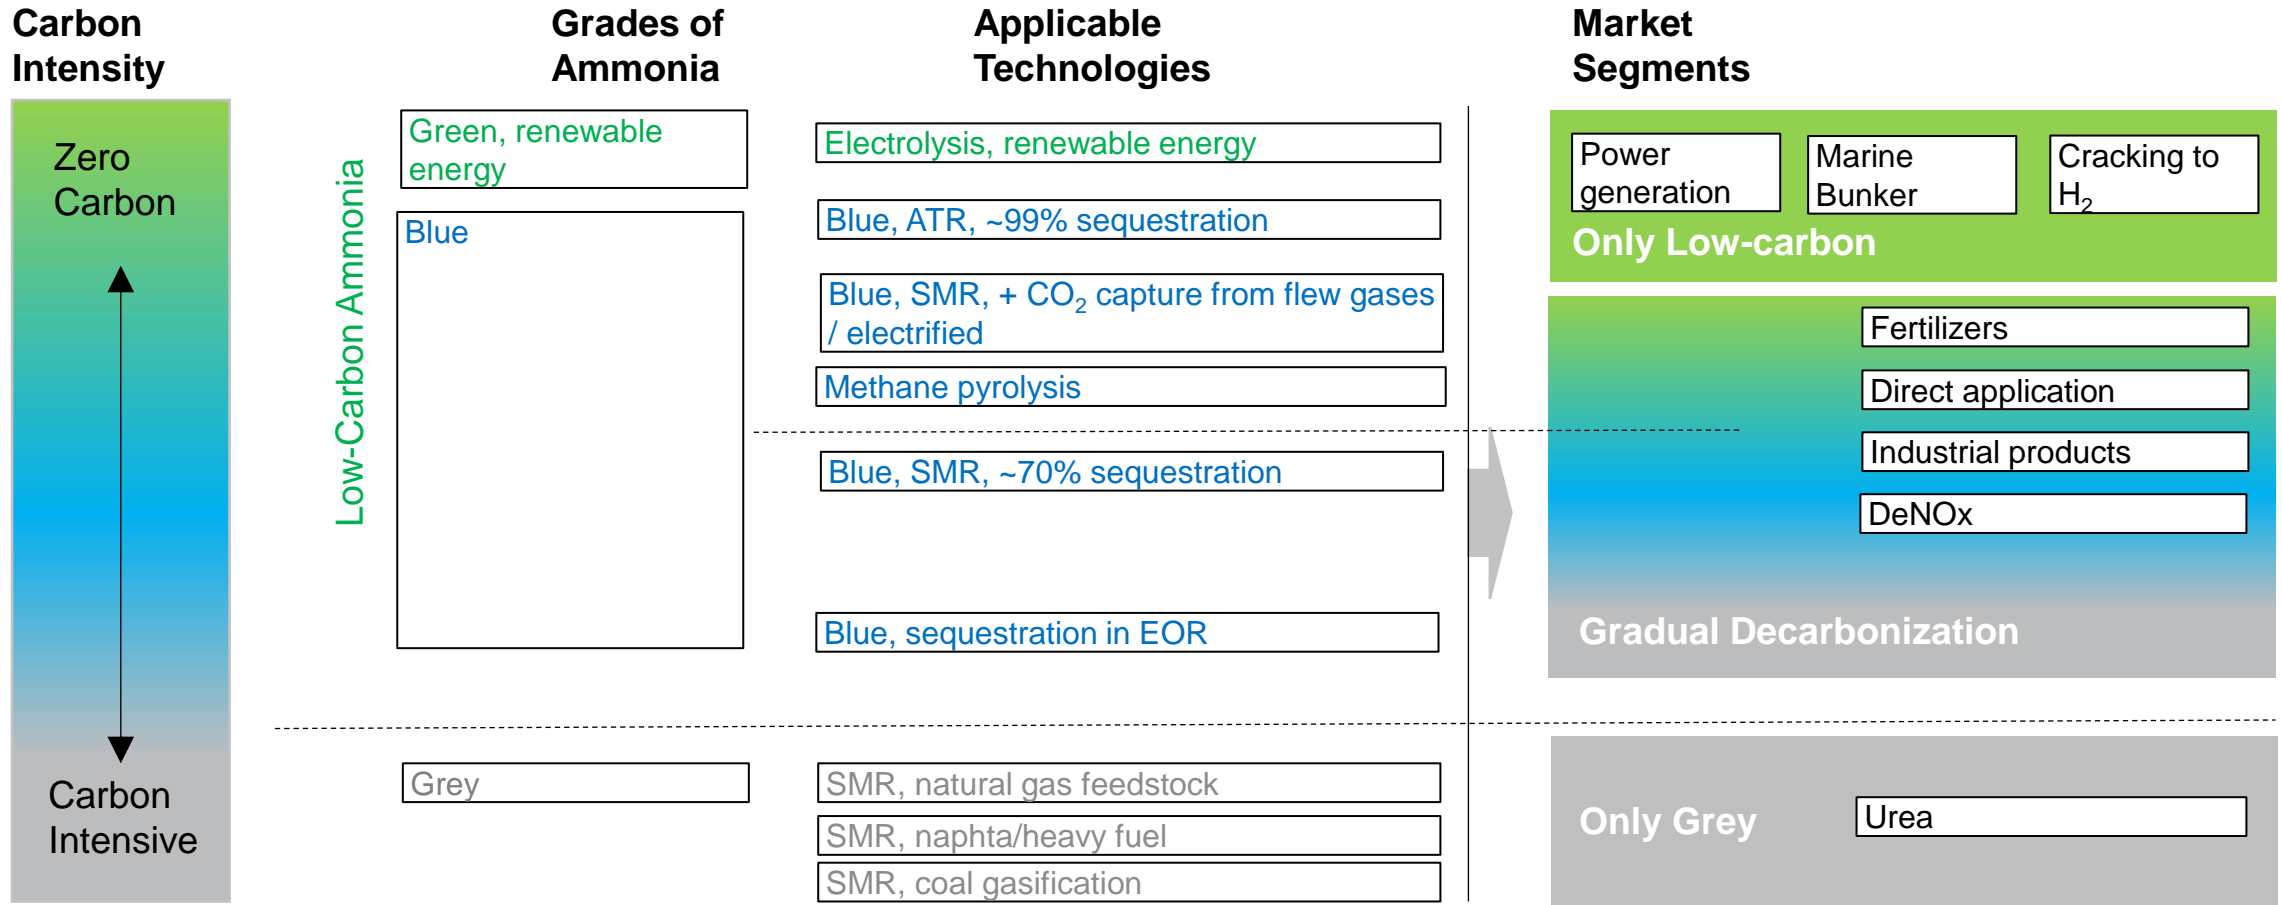 Carbon
Intensity
Grades of
Ammonia
Applicable
Technologies
Market
Segments
Zero
Carbon
Carbon
Intensive
Low-Carbon Ammonia
Green, renewable
energy
Blue
Grey
Electrolysis, renewable energy
Blue, ATR, ~99% sequestration
Blue, SMR, + CO₂ capture from flew gases
/ electrified
Methane pyrolysis
Blue, SMR, ~70% sequestration
Blue, sequestration in EOR
SMR, natural gas feedstock
SMR, naphta/heavy fuel
SMR, coal gasification
Power
generation
Marine
Bunker
Cracking to
H₂
Only Low-carbon
Fertilizers
Direct application
Industrial products
DeNOx
Gradual Decarbonization
Only Grey
Urea